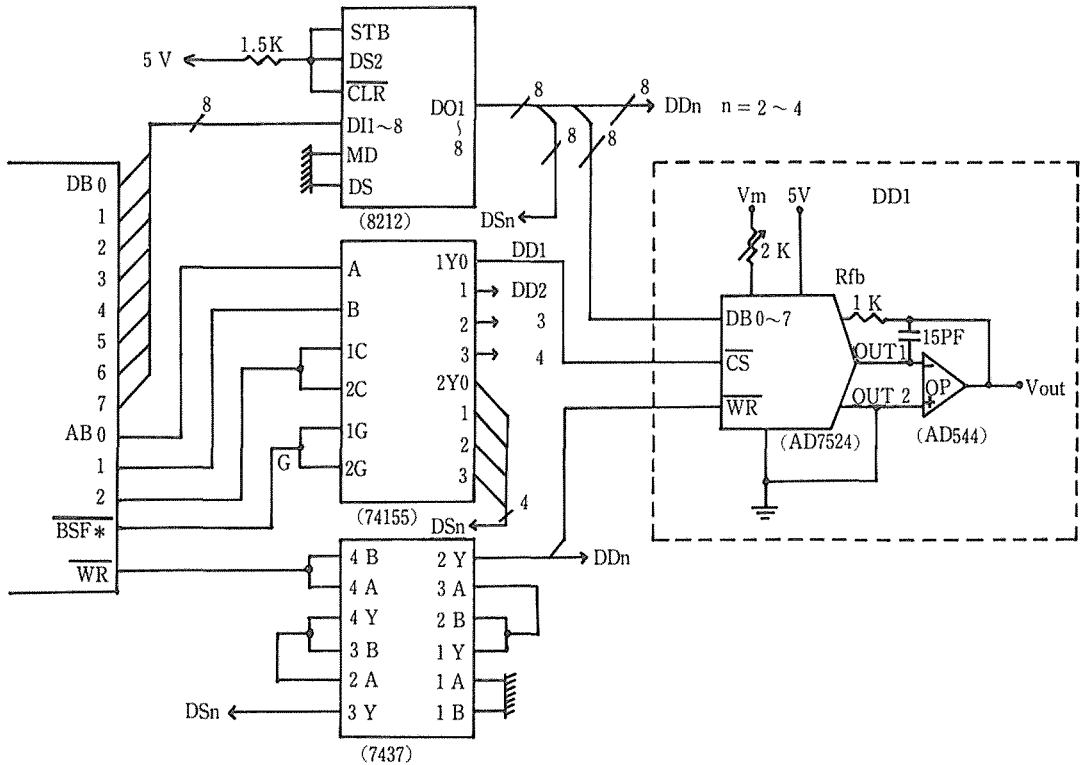 5 V
1.5K
STB
DS2
CLR
DI1~8
MD
DS
DO1
~
8
(8212)
8
8
8
8
8
DDn n = 2 ~ 4
DSn
DB 0
1
2
3
4
5
6
7
AB 0
1
2
BSF*
WR
A
B
1C
2C
1G
2G
G
1Y0
1
2
3
2Y0
1
2
3
(74155)
DD1
DD2
3
4
4
DSn
4 B
4 A
4 Y
3 B
2 A
3 Y
2 Y
3 A
2 B
1 Y
1 A
1 B
(7437)
DSn
DDn
DD1
Vm
5V
2 K
Rfb
1 K
15PF
DB 0~7
CS
WR
OUT 1
OUT 2
−
+
OP
Vout
(AD7524)
(AD544)